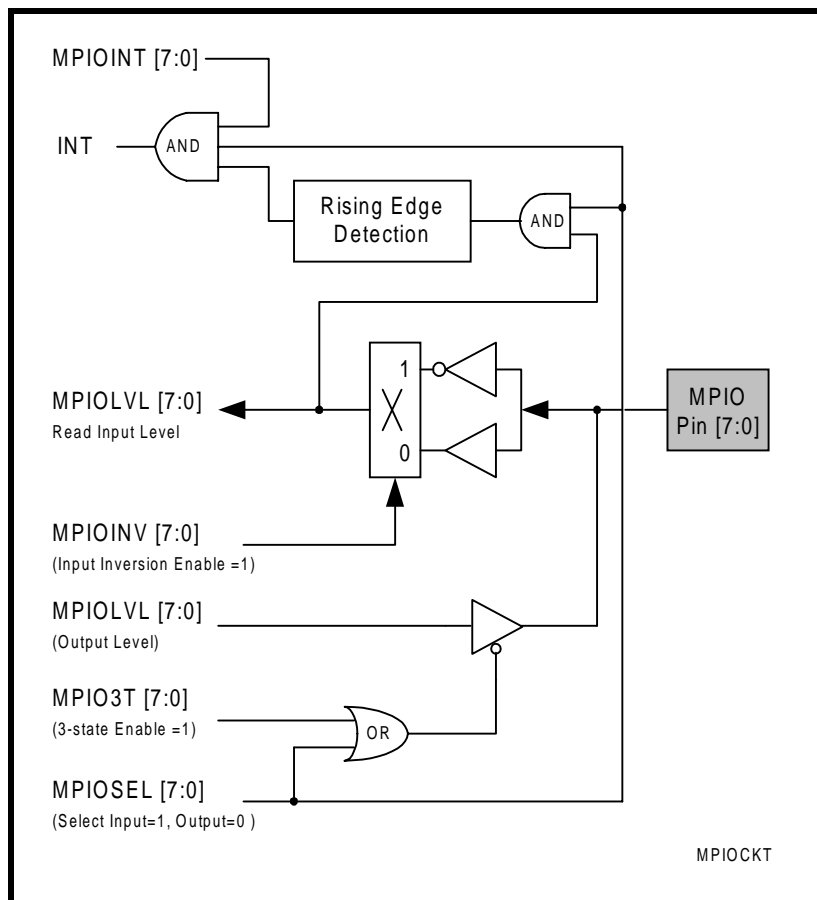 MPIOINT [7:0]
INT
AND
Rising Edge
Detection
AND
1
0
MPIOLVL [7:0]
Read Input Level
MPIO
Pin [7:0]
MPIOINV [7:0]
(Input Inversion Enable =1)
MPIOLVL [7:0]
(Output Level)
MPIO3T [7:0]
(3-state Enable =1)
OR
MPIOSEL [7:0]
(Select Input=1, Output=0 )
MPIOCKT